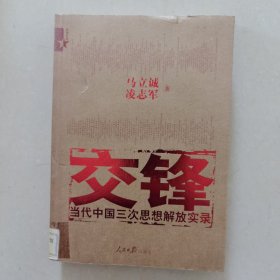 马立诚
凌志军 著
交锋
当代中国三次思想解放实录
人民日报出版社